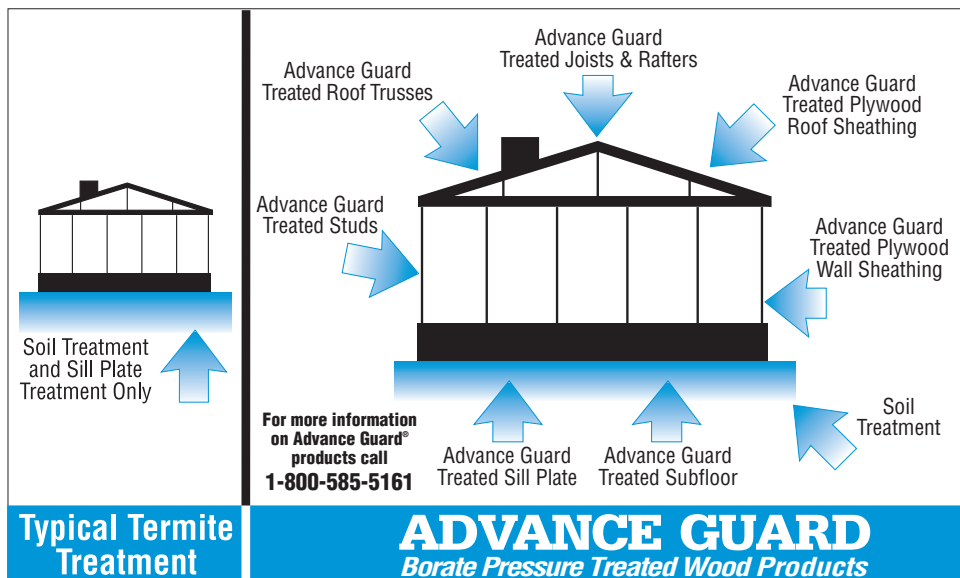 Soil Treatment
and Sill Plate
Treatment Only
Typical Termite
Treatment
Advance Guard
Treated Joists & Rafters
Advance Guard
Treated Roof Trusses
Advance Guard
Treated Plywood
Roof Sheathing
Advance Guard
Treated Studs
Advance Guard
Treated Plywood
Wall Sheathing
For more information
on Advance Guard®
products call
1-800-585-5161
Advance Guard
Treated Sill Plate
Advance Guard
Treated Subfloor
Soil
Treatment
ADVANCE GUARD
Borate Pressure Treated Wood Products